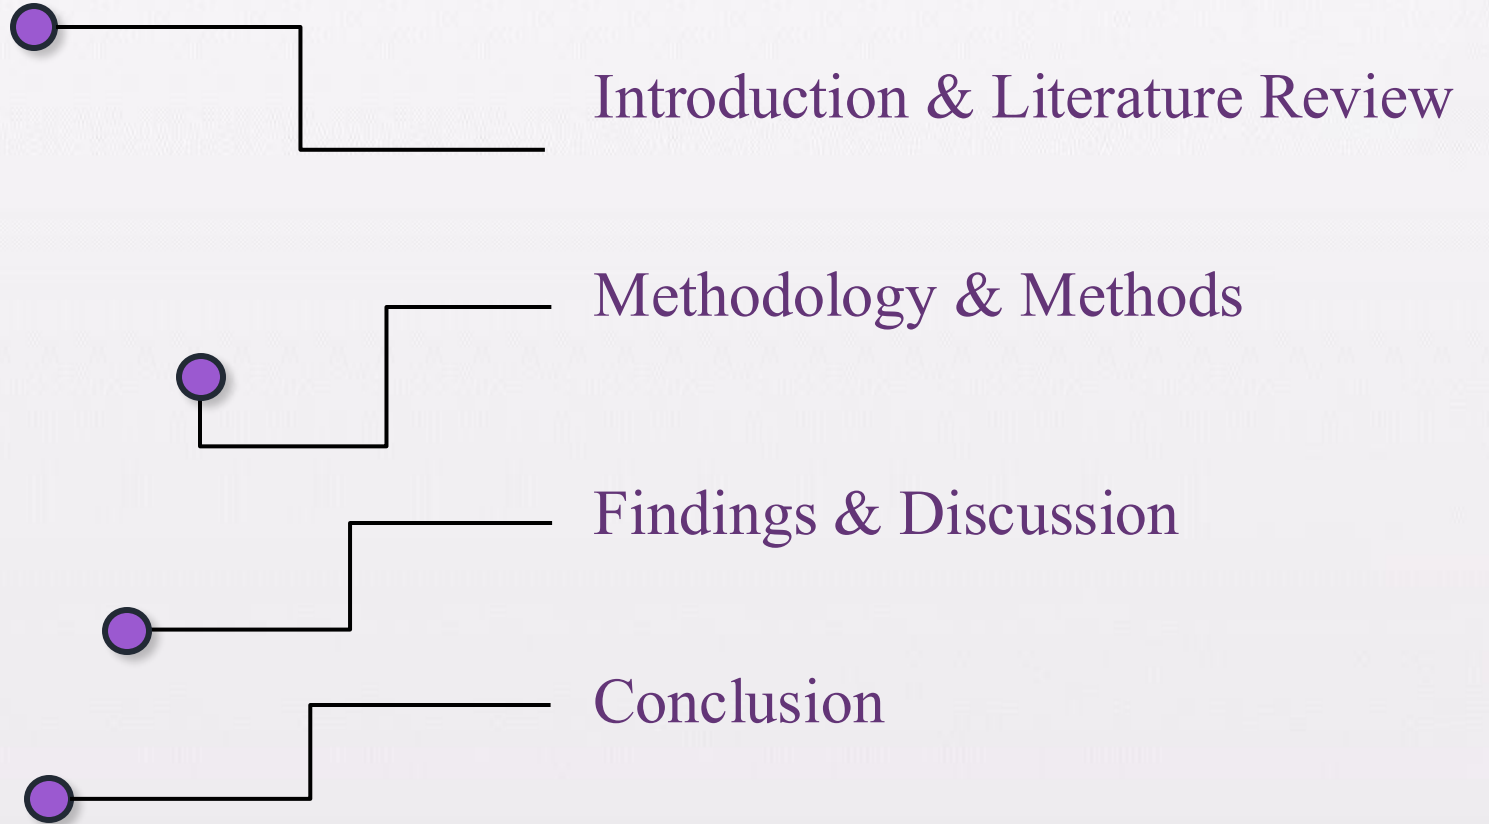 Introduction & Literature Review
Methodology & Methods
Findings & Discussion
Conclusion